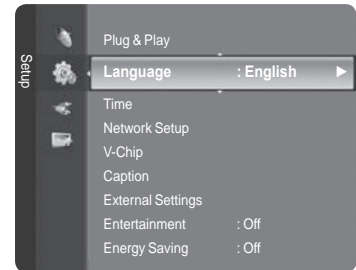 Setup
Plug & Play
Language : English
Time
Network Setup
V-Chip
Caption
External Settings
Entertainment : Off
Energy Saving : Off